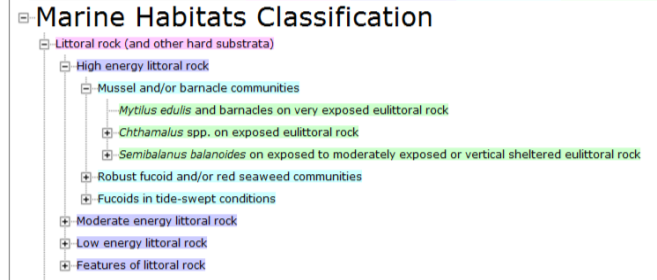 Marine Habitats Classification
Littoral rock (and other hard substrata)
High energy littoral rock
Mussel and/or barnacle communities
Mytilus edulis and barnacles on very exposed eulittoral rock
Chthamalus spp. on exposed eulittoral rock
Semibalanus balanoides on exposed to moderately exposed or vertical sheltered eulittoral rock
Robust fucoid and/or red seaweed communities
Fucoids in tide-swept conditions
Moderate energy littoral rock
Low energy littoral rock
Features of littoral rock